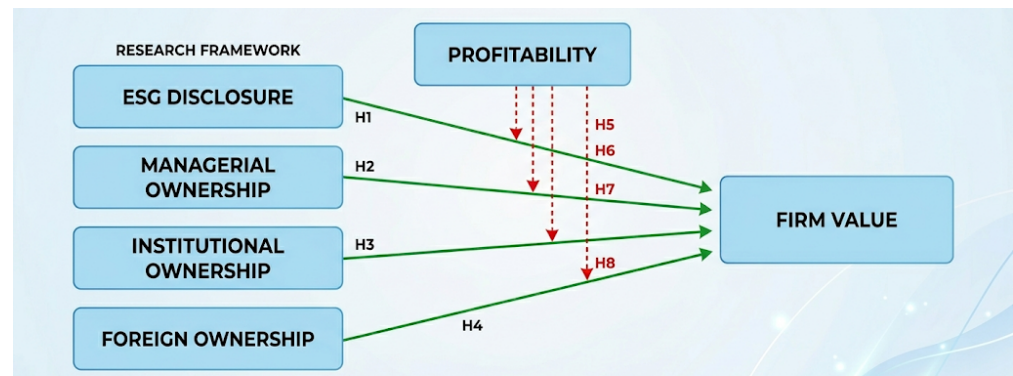 RESEARCH FRAMEWORK
PROFITABILITY
ESG DISCLOSURE
H1
H5
H6
MANAGERIAL
OWNERSHIP
H2
H7
FIRM VALUE
INSTITUTIONAL
OWNERSHIP
H3
H8
FOREIGN OWNERSHIP
H4